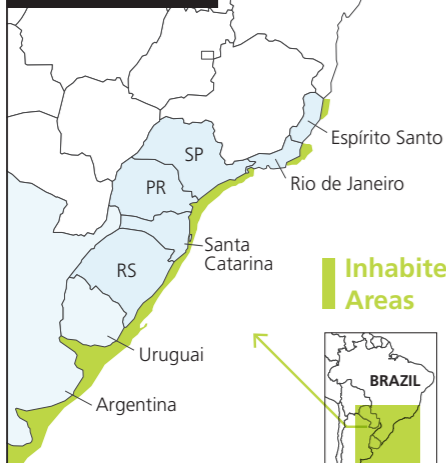 Espírito Santo
SP
Rio de Janeiro
PR
Santa
Catarina
RS
Inhabite
Areas
Uruguai
BRAZIL
Argentina